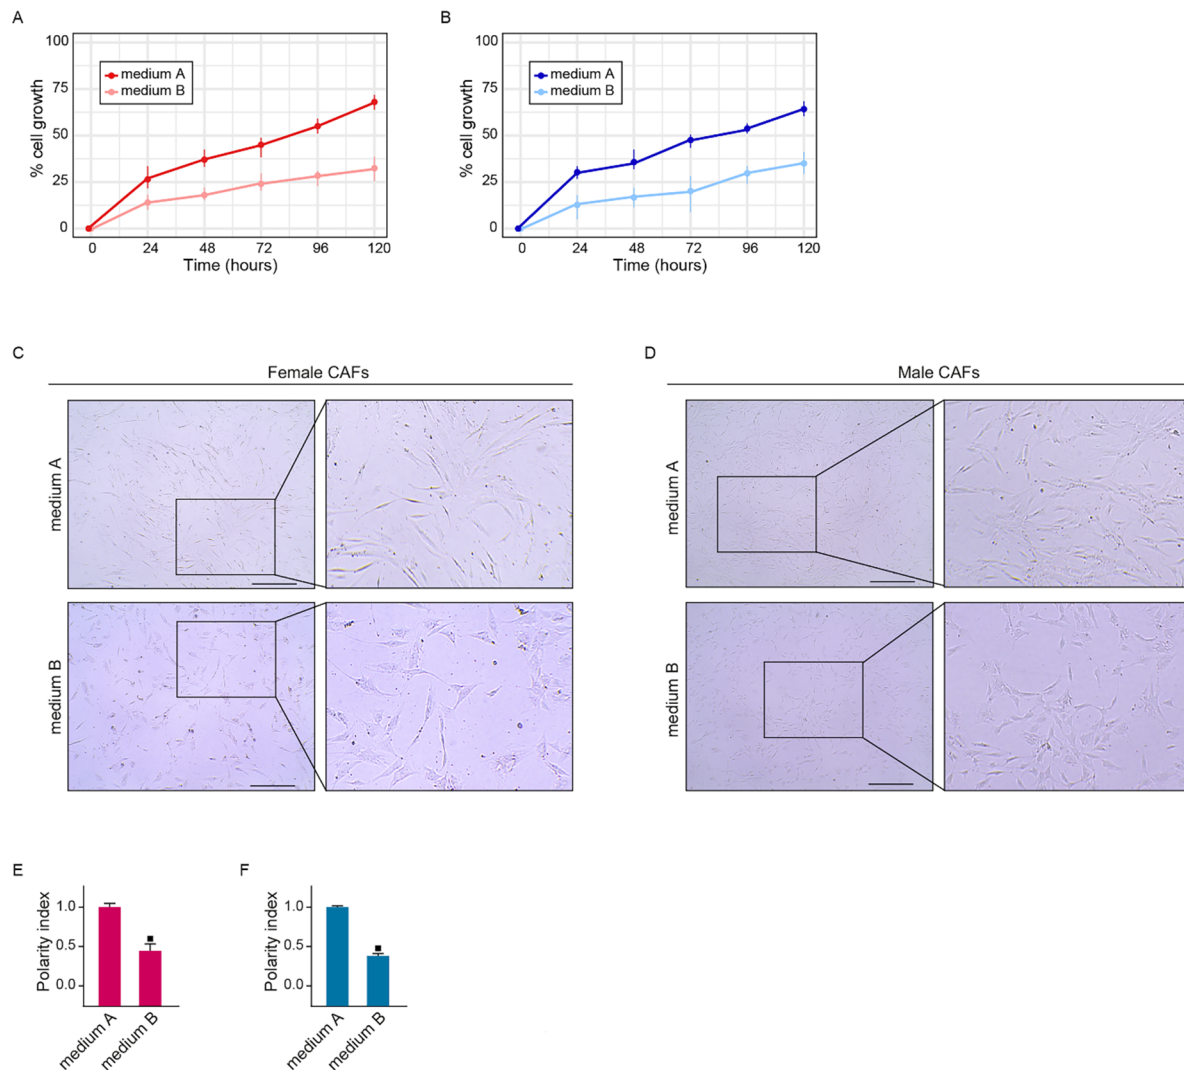 A
100
75
50
25
0
% cell growth
medium A
medium B
0 24 48 72 96 120
Time (hours)
B
100
75
50
25
0
% cell growth
medium A
medium B
0 24 48 72 96 120
Time (hours)
C
Female CAFs
medium A
medium B
D
Male CAFs
medium A
medium B
E
Polarity index
1.0
0.5
0.0
medium A
medium B
F
Polarity index
1.0
0.5
0.0
medium A
medium B